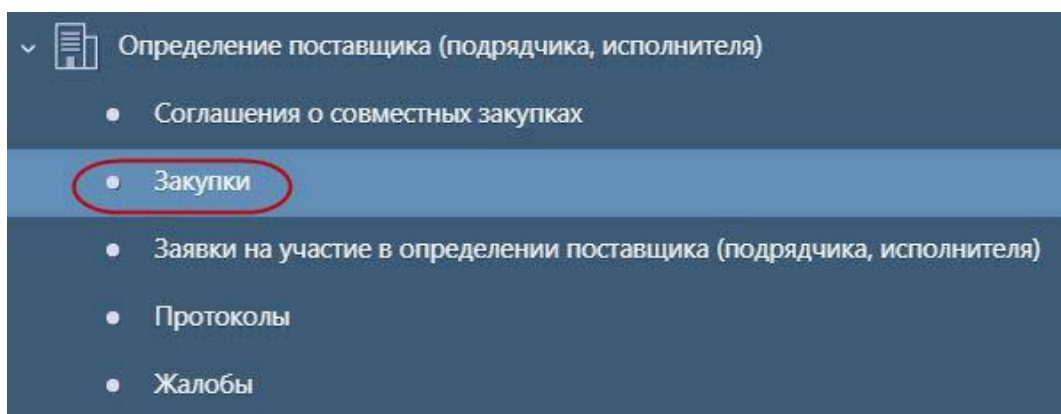 Определение поставщика (подрядчика, исполнителя)
Соглашения о совместных закупках
Закупки
Заявки на участие в определении поставщика (подрядчика, исполнителя)
Протоколы
Жалобы